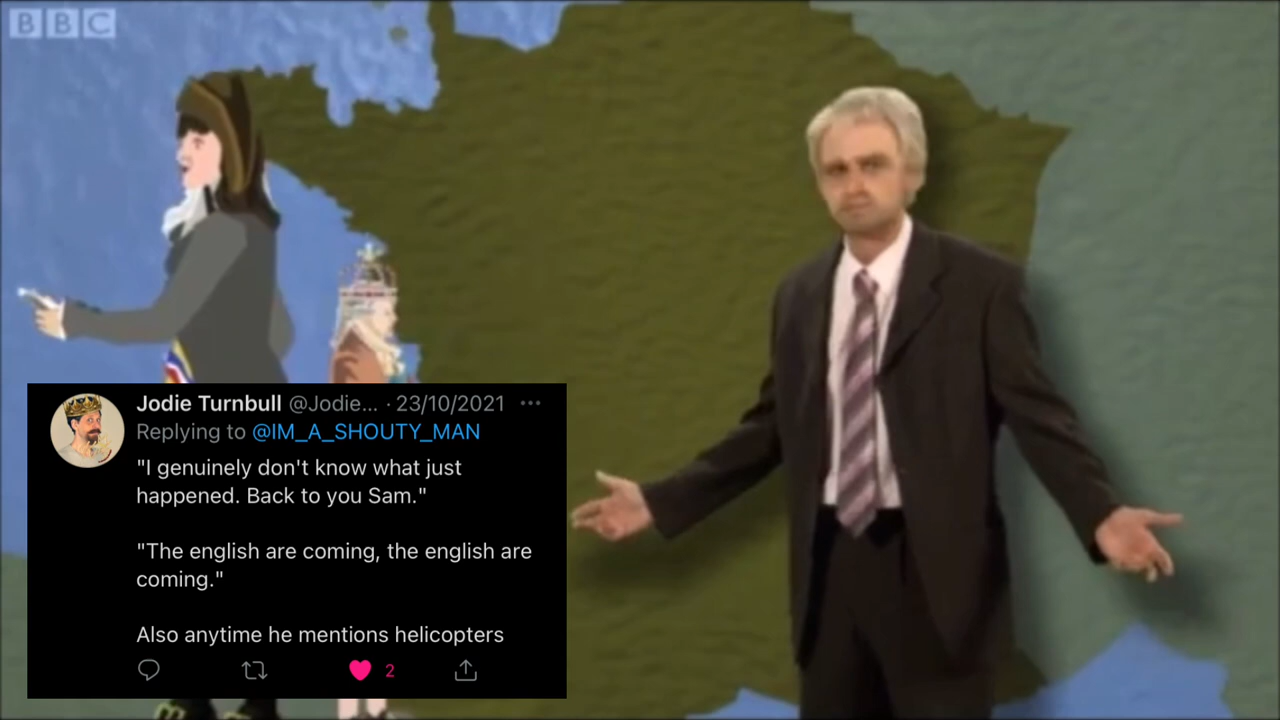 BBC
Jodie Turnbull @Jodie... · 23/10/2021 ...
Replying to @IM_A_SHOUTY_MAN
"I genuinely don't know what just
happened. Back to you Sam."
"The english are coming, the english are
coming."
Also anytime he mentions helicopters
2